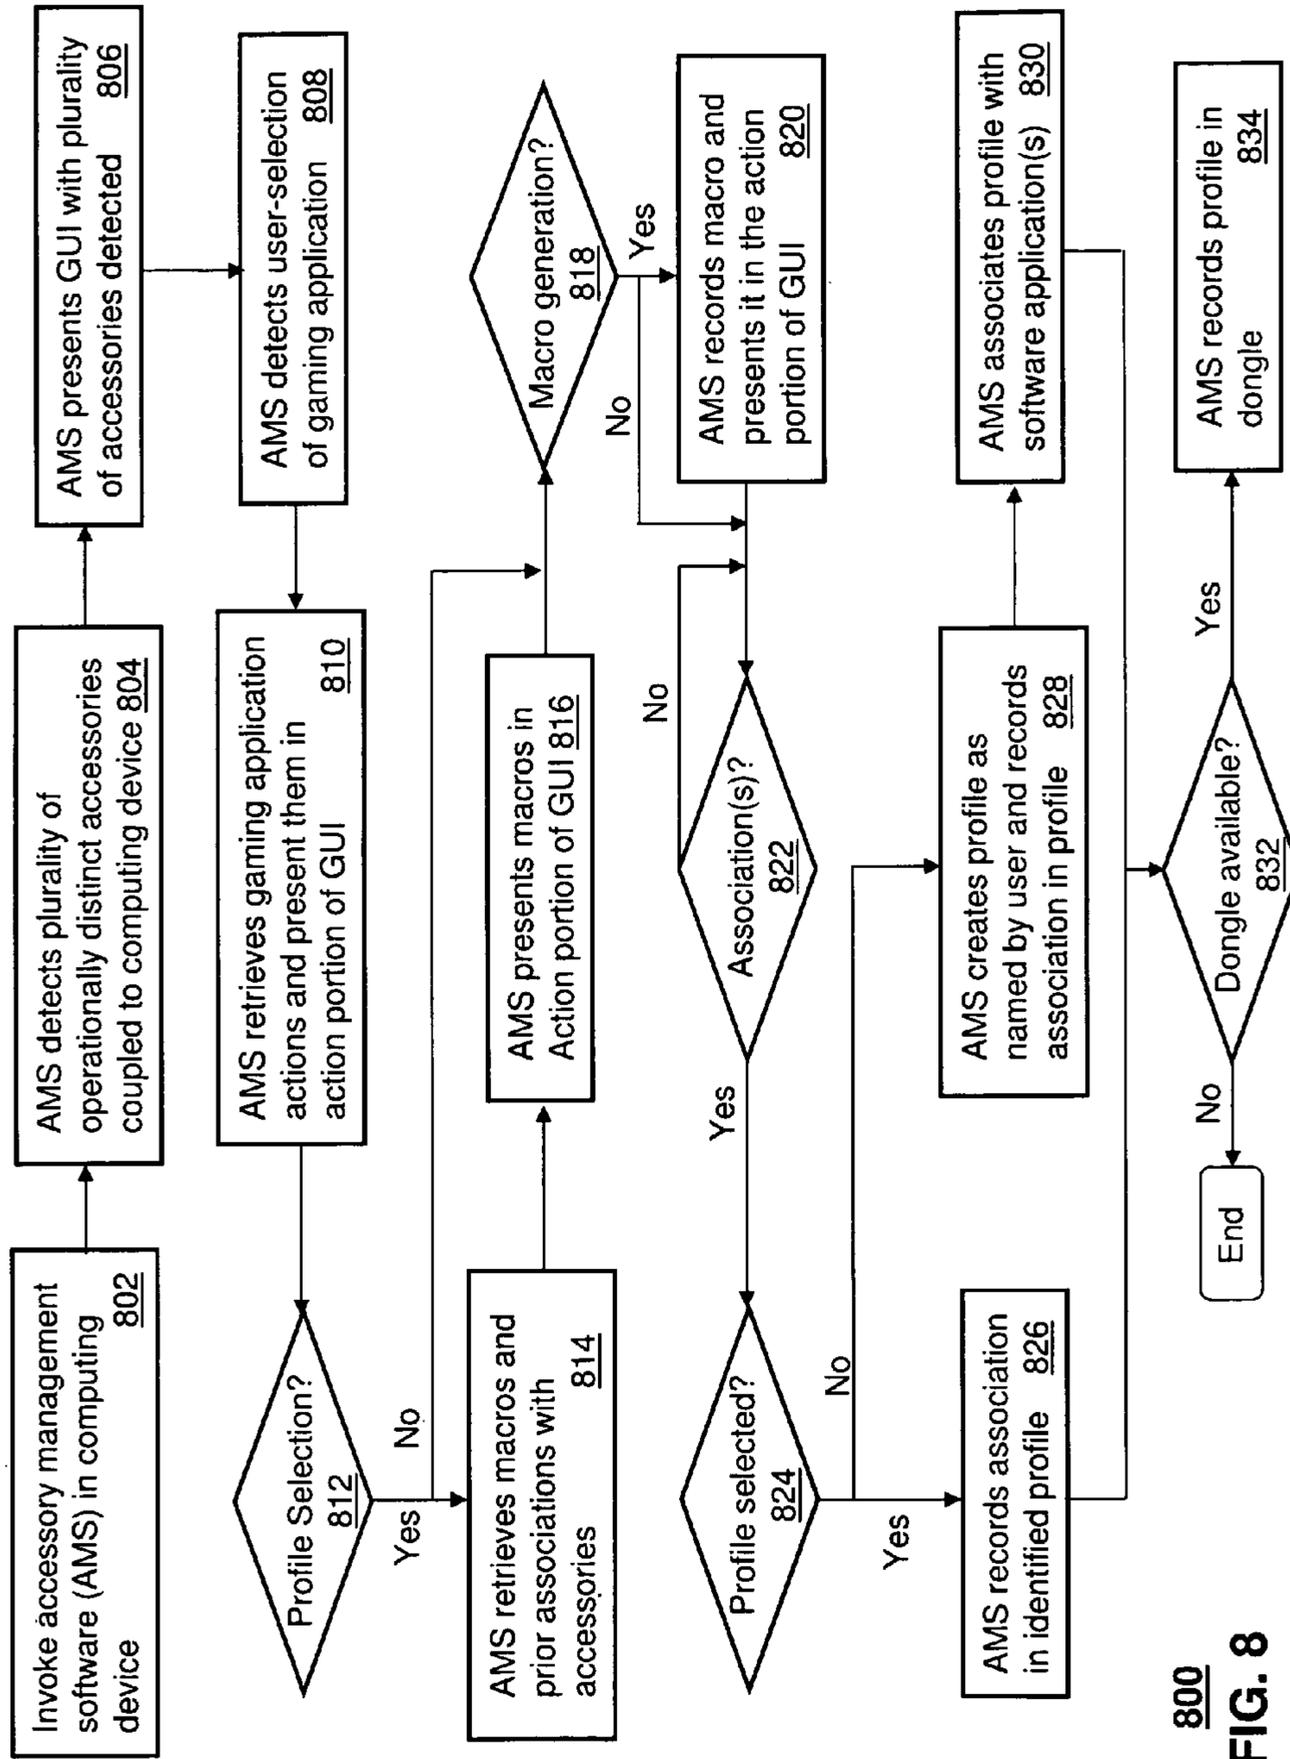 Invoke accessory management
software (AMS) in computing
device 802
AMS detects plurality of
operationally distinct accessories
coupled to computing device 804
AMS presents GUI with plurality
of accessories detected 806
AMS detects user-selection
of gaming application 808
AMS retrieves gaming application
actions and present them in
action portion of GUI 810
Profile Selection?
812
Yes
No
AMS retrieves macros and
prior associations with
accessories 814
AMS presents macros in
Action portion of GUI 816
Macro generation?
818
Yes
No
AMS records macro and
presents it in the action
portion of GUI 820
Association(s)?
822
No
Yes
Profile selected?
824
Yes
No
AMS records association
in identified profile 826
AMS creates profile as
named by user and records
association in profile 828
AMS associates profile with
software application(s) 830
Dongle available?
832
Yes
No
AMS records profile in
dongle 834
End
800
FIG. 8